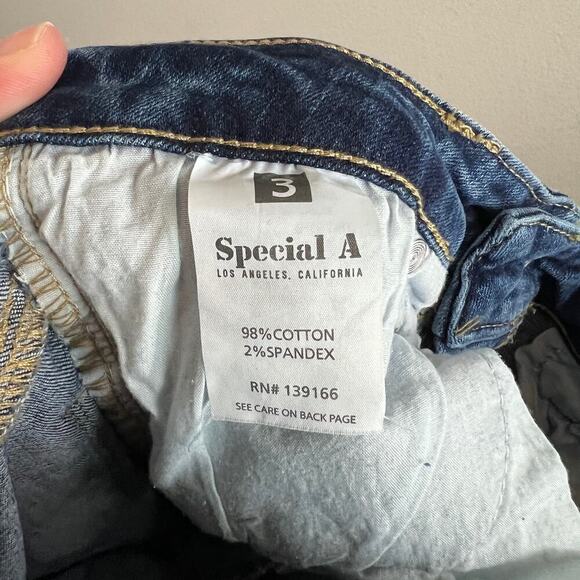 3
Special A
LOS ANGELES, CALIFORNIA
98%COTTON
2%SPANDEX
RN# 139166
SEE CARE ON BACK PAGE